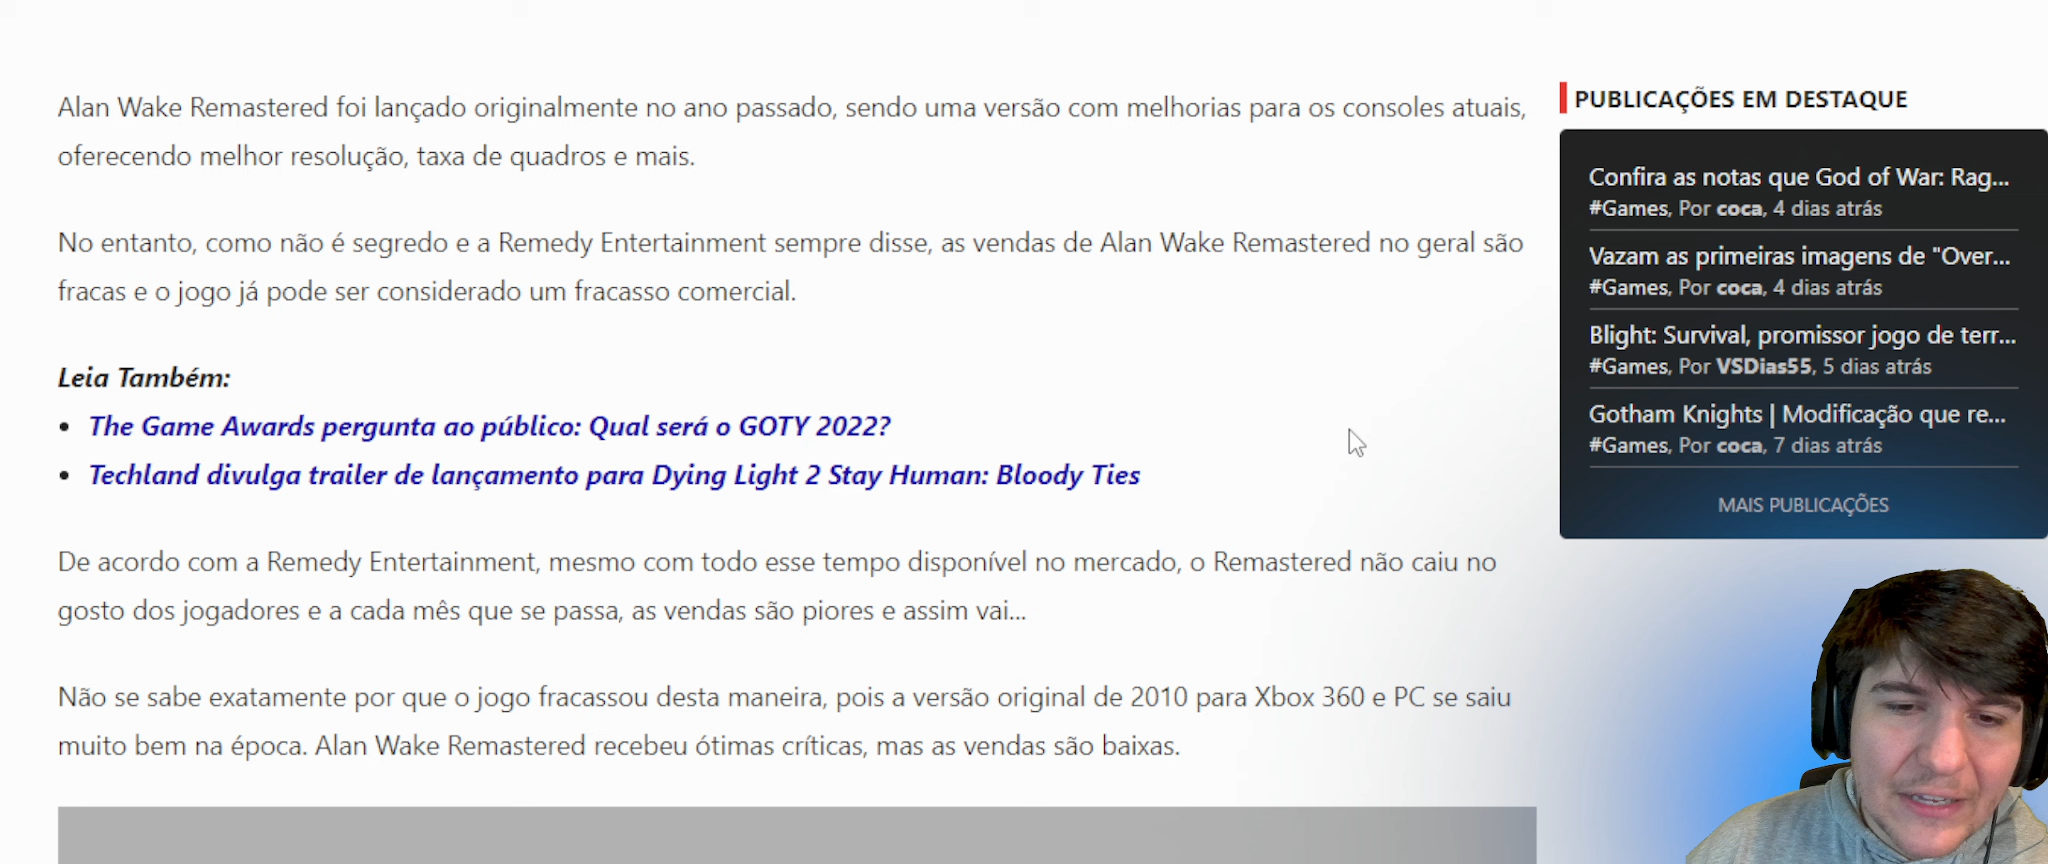 Alan Wake Remastered foi lançado originalmente no ano passado, sendo uma versão com melhorias para os consoles atuais,
oferecendo melhor resolução, taxa de quadros e mais.
No entanto, como não é segredo e a Remedy Entertainment sempre disse, as vendas de Alan Wake Remastered no geral são
fracas e o jogo já pode ser considerado um fracasso comercial.
Leia Também:
• The Game Awards pergunta ao público: Qual será o GOTY 2022?
• Techland divulga trailer de lançamento para Dying Light 2 Stay Human: Bloody Ties
De acordo com a Remedy Entertainment, mesmo com todo esse tempo disponível no mercado, o Remastered não caiu no
gosto dos jogadores e a cada mês que se passa, as vendas são piores e assim vai...
Não se sabe exatamente por que o jogo fracassou desta maneira, pois a versão original de 2010 para Xbox 360 e PC se saiu
muito bem na época. Alan Wake Remastered recebeu ótimas críticas, mas as vendas são baixas.
PUBLICAÇÕES EM DESTAQUE
Confira as notas que God of War: Rag...
#Games, Por coca, 4 dias atrás
Vazam as primeiras imagens de "Over...
#Games, Por coca, 4 dias atrás
Blight: Survival, promissor jogo de terr...
#Games, Por VSDias55, 5 dias atrás
Gotham Knights | Modificação que re...
#Games, Por coca, 7 dias atrás
MAIS PUBLICAÇÕES